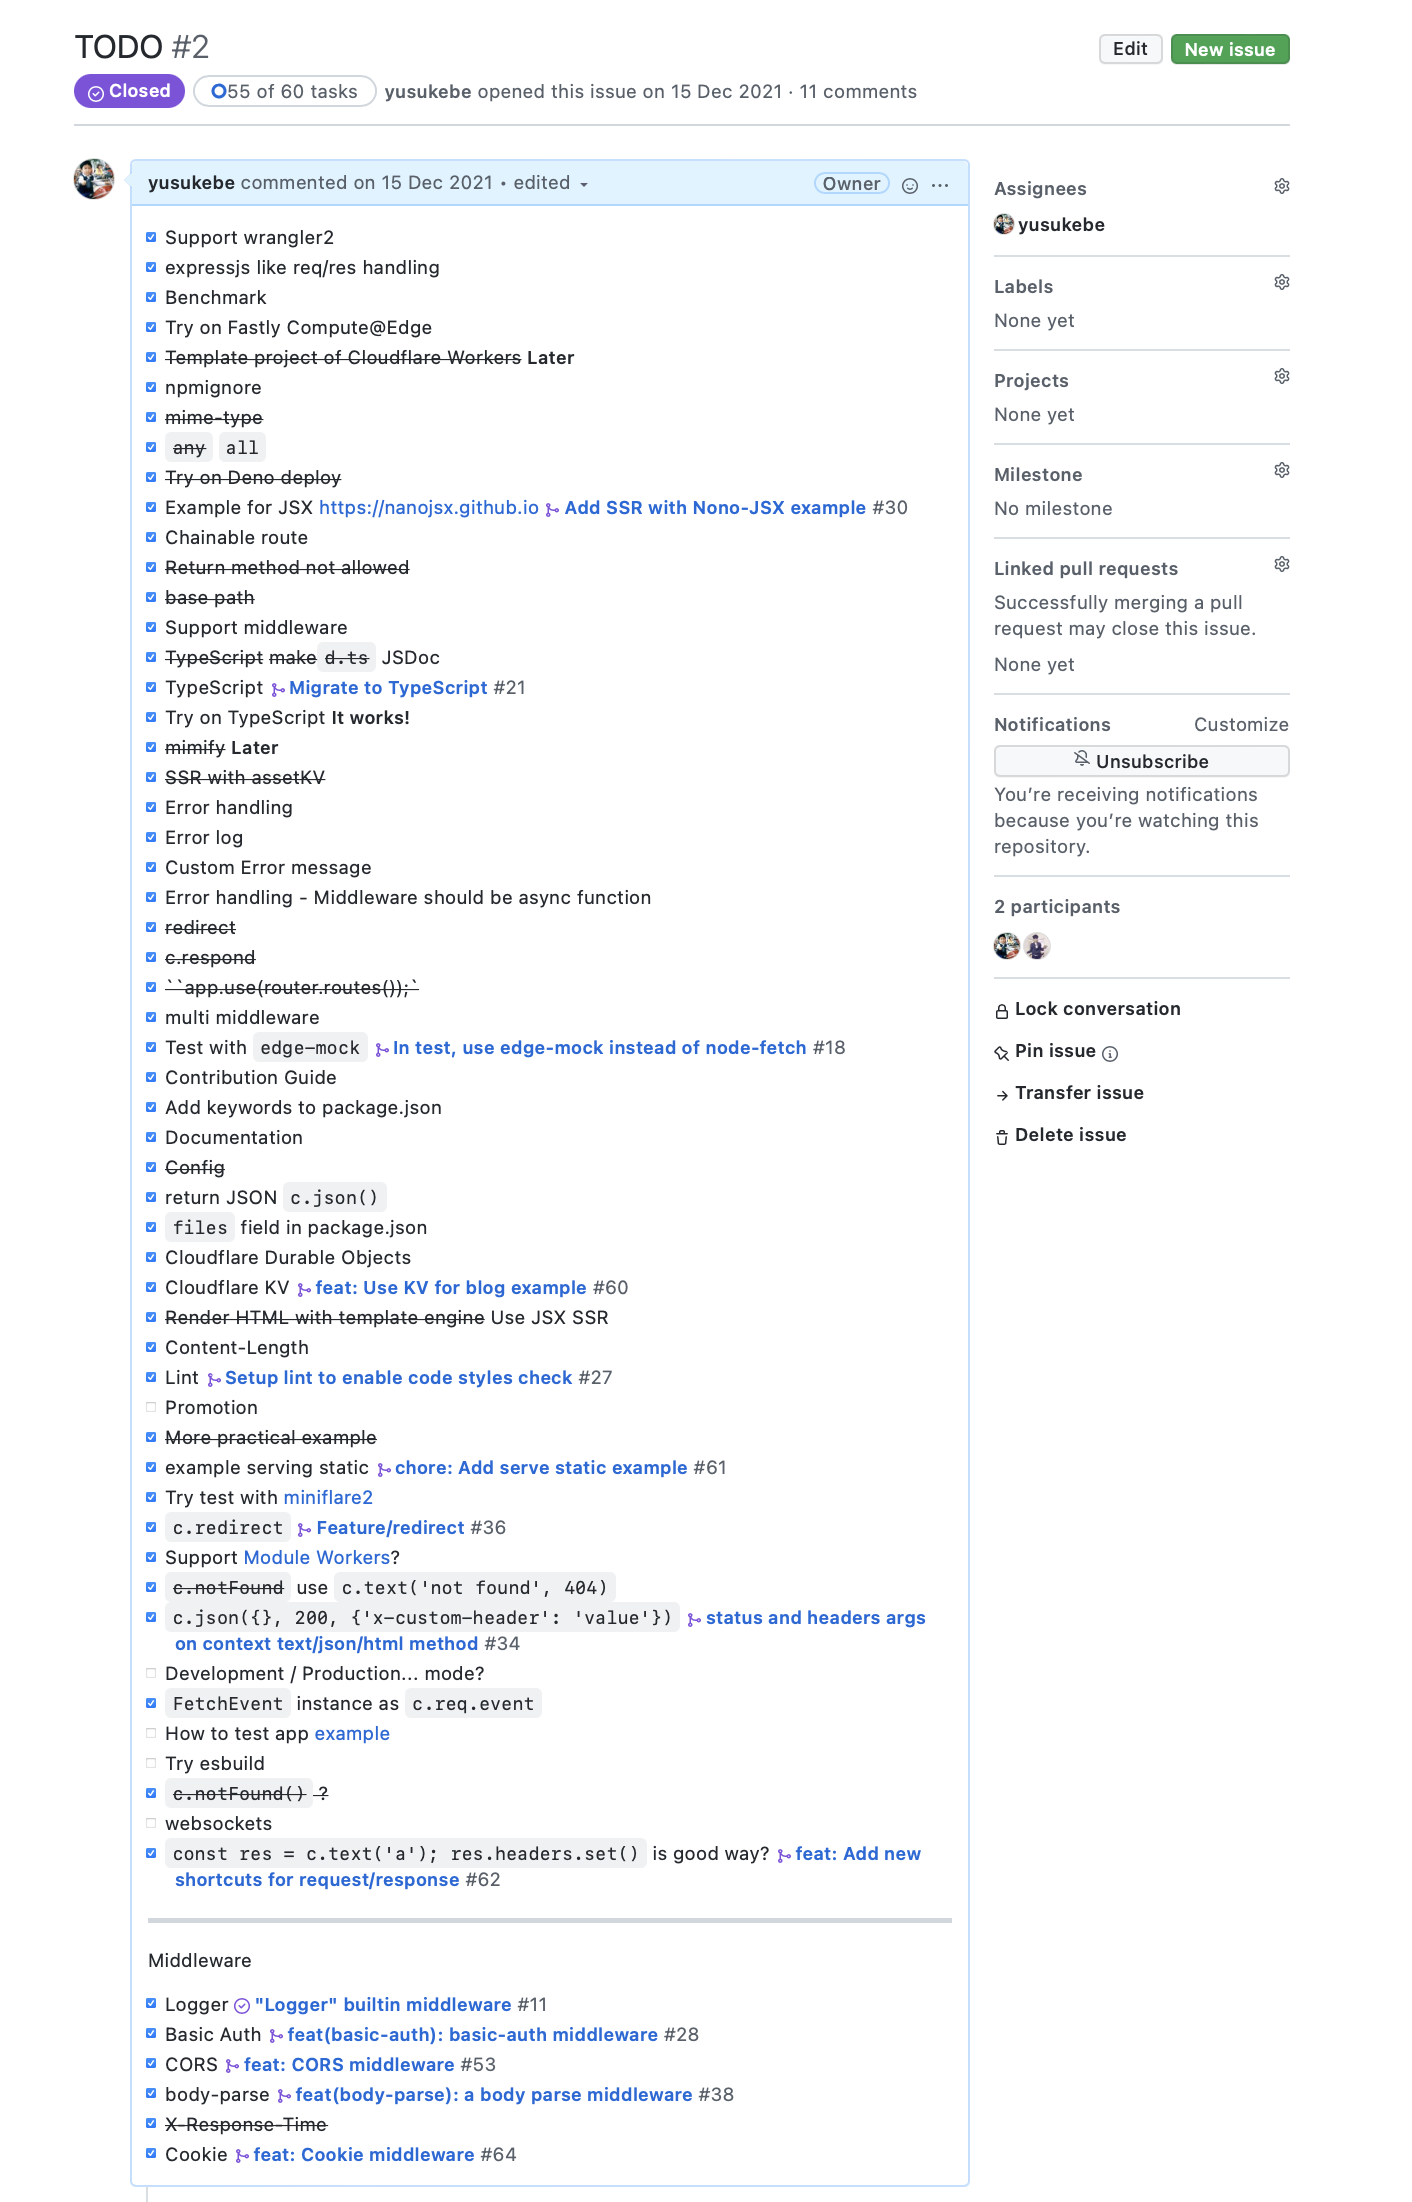 TODO #2
Edit
New issue
Closed
55 of 60 tasks
yusukebe opened this issue on 15 Dec 2021 · 11 comments
yusukebe commented on 15 Dec 2021 • edited
Owner
Support wrangler2
expressjs like req/res handling
Benchmark
Try on Fastly Compute@Edge
Template project of Cloudflare Workers Later
npmignore
mime-type
any all
Try on Deno deploy
Example for JSX https://nanojsx.github.io Add SSR with Nono-JSX example #30
Chainable route
Return method not allowed
base path
Support middleware
TypeScript make d.ts JSDoc
TypeScript Migrate to TypeScript #21
Try on TypeScript It works!
mimify Later
SSR with assetKV
Error handling
Error log
Custom Error message
Error handling - Middleware should be async function
redirect
c.respond
``app.use(router.routes());`
multi middleware
Test with edge-mock In test, use edge-mock instead of node-fetch #18
Contribution Guide
Add keywords to package.json
Documentation
Config
return JSON c.json()
files field in package.json
Cloudflare Durable Objects
Cloudflare KV feat: Use KV for blog example #60
Render HTML with template engine Use JSX SSR
Content-Length
Lint Setup lint to enable code styles check #27
Promotion
More practical example
example serving static chore: Add serve static example #61
Try test with miniflare2
c.redirect Feature/redirect #36
Support Module Workers?
c.notFound use c.text('not found', 404)
c.json({}, 200, {'x-custom-header': 'value'}) status and headers args
on context text/json/html method #34
Development / Production... mode?
FetchEvent instance as c.req.event
How to test app example
Try esbuild
c.notFound() ?
websockets
const res = c.text('a'); res.headers.set() is good way? feat: Add new
shortcuts for request/response #62
Middleware
Logger "Logger" builtin middleware #11
Basic Auth feat(basic-auth): basic-auth middleware #28
CORS feat: CORS middleware #53
body-parse feat(body-parse): a body parse middleware #38
X-Response-Time
Cookie feat: Cookie middleware #64
Assignees
yusukebe
Labels
None yet
Projects
None yet
Milestone
No milestone
Linked pull requests
Successfully merging a pull
request may close this issue.
None yet
Notifications
Customize
Unsubscribe
You’re receiving notifications
because you’re watching this
repository.
2 participants
Lock conversation
Pin issue
Transfer issue
Delete issue